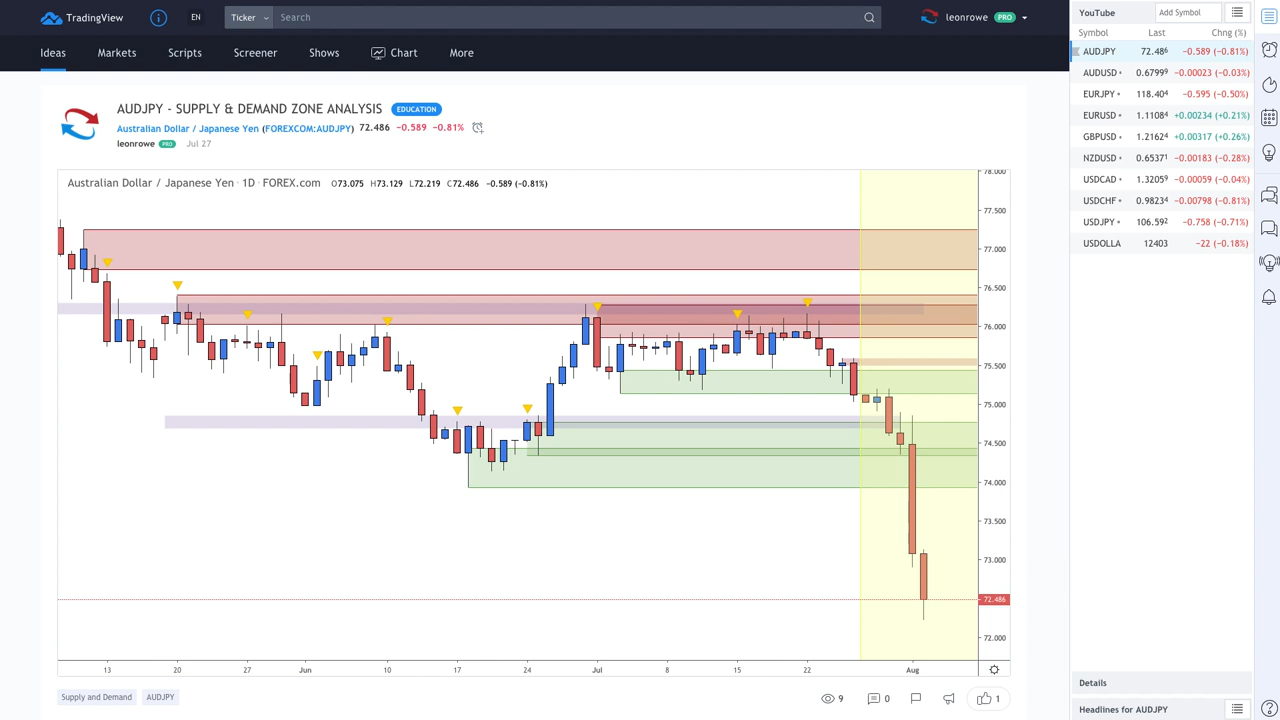 TradingView
EN
Ticker
Search
leonrowe PRO
Ideas
Markets
Scripts
Screener
Shows
Chart
More
AUDJPY - SUPPLY & DEMAND ZONE ANALYSIS EDUCATION
Australian Dollar / Japanese Yen (FOREXCOM:AUDJPY) 72.486 −0.589 −0.81%
leonrowe PRO Jul 27
Australian Dollar / Japanese Yen · 1D · FOREX.com O73.075 H73.129 L72.219 C72.486 −0.589 (−0.81%)
78.000
77.500
77.000
76.500
76.000
75.500
75.000
74.500
74.000
73.500
73.000
72.486
72.000
13 20 27 Jun 10 17 24 Jul 8 15 22 Aug
Supply and Demand
AUDJPY
9
0
1
YouTube
Add Symbol
Symbol Last Chng (%)
AUDJPY 72.486 −0.589 (−0.81%)
AUDUSD 0.67999 −0.00023 (−0.03%)
EURJPY 118.404 −0.595 (−0.50%)
EURUSD 1.11084 +0.00234 (+0.21%)
GBPUSD 1.21624 +0.00317 (+0.26%)
NZDUSD 0.65371 −0.00183 (−0.28%)
USDCAD 1.32059 −0.00059 (−0.04%)
USDCHF 0.98234 −0.00798 (−0.81%)
USDJPY 106.592 −0.758 (−0.71%)
USDOLLA 12403 −22 (−0.18%)
Details
Headlines for AUDJPY